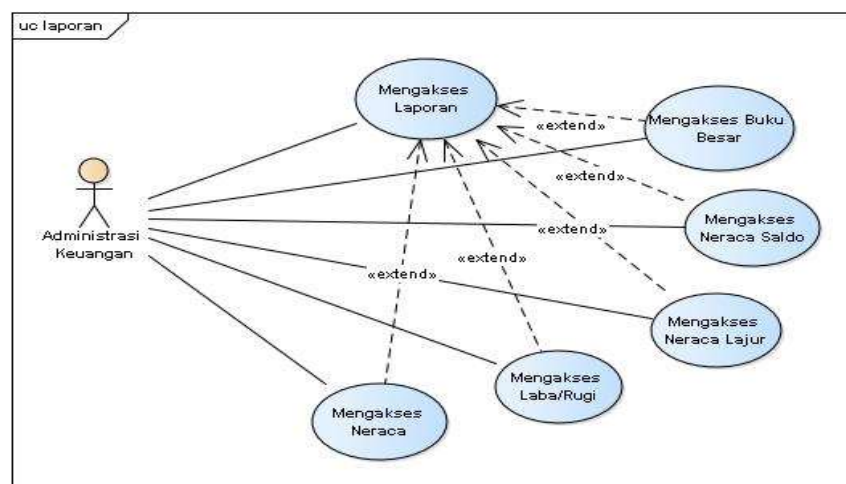 uc laporan
Mengakses
Laporan
«extend»
Mengakses Buku
Besar
«extend»
Mengakses
Neraca Saldo
Administrasi
Keuangan
«extend»
«extend»
«extend»
Mengakses
Neraca Lajur
Mengakses
Laba/Rugi
Mengakses
Neraca